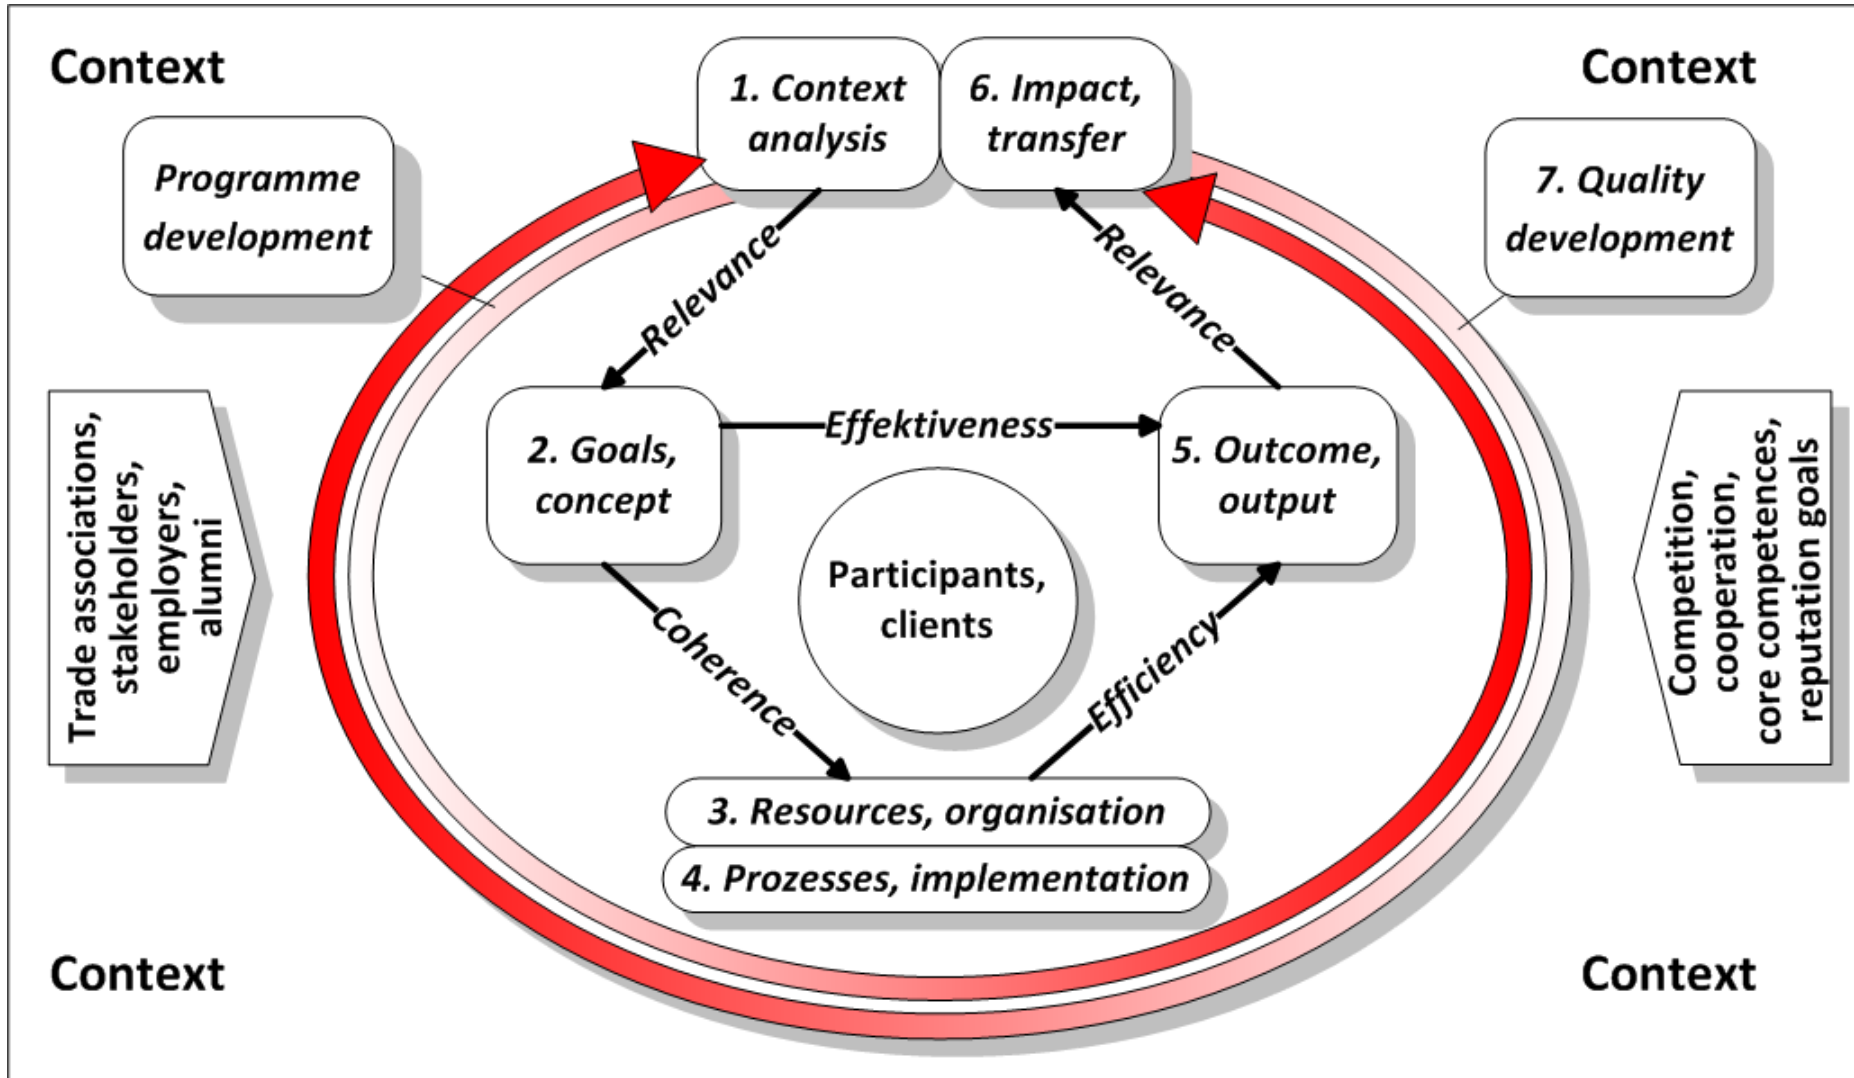 Context
Context
1. Context
analysis
6. Impact,
transfer
Programme
development
7. Quality
development
Relevance
Relevance
2. Goals,
concept
Effektiveness
5. Outcome,
output
Trade associations,
stakeholders,
employers,
alumni
Participants,
clients
Competition,
cooperation,
core competences,
reputation goals
Coherence
Efficiency
3. Resources, organisation
4. Prozesses, implementation
Context
Context